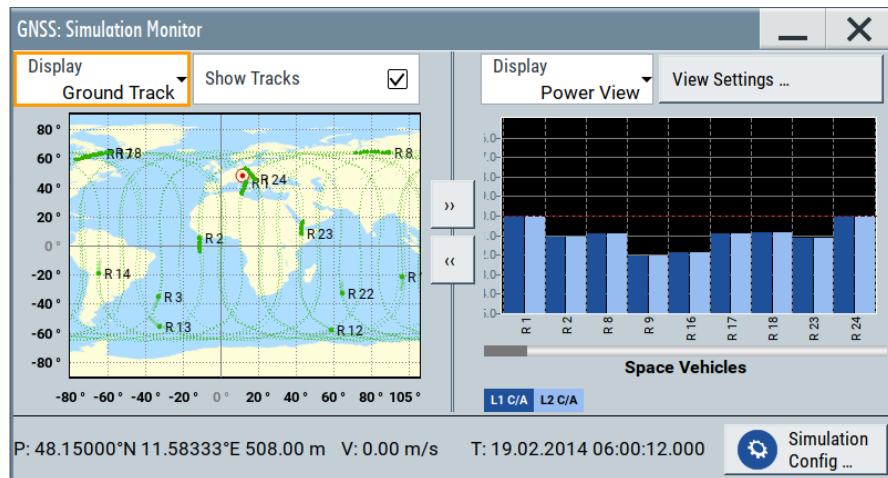 GNSS: Simulation Monitor
Display
Ground Track
Show Tracks
Display
Power View
View Settings ...
80 °
60 °
40 °
20 °
0 °
-20 °
-40 °
-60 °
-80 °
-80 ° -60 ° -40 ° -20 ° 0 ° 20 ° 40 ° 60 ° 80 ° 105 °
R 8
R 24
R 2
R 23
R 14
R 3
R 22
R 13
R 12
»
«
R 1
R 2
R 8
R 9
R 16
R 17
R 18
R 23
R 24
Space Vehicles
L1 C/A L2 C/A
P: 48.15000°N 11.58333°E 508.00 m V: 0.00 m/s T: 19.02.2014 06:00:12.000
Simulation
Config ...